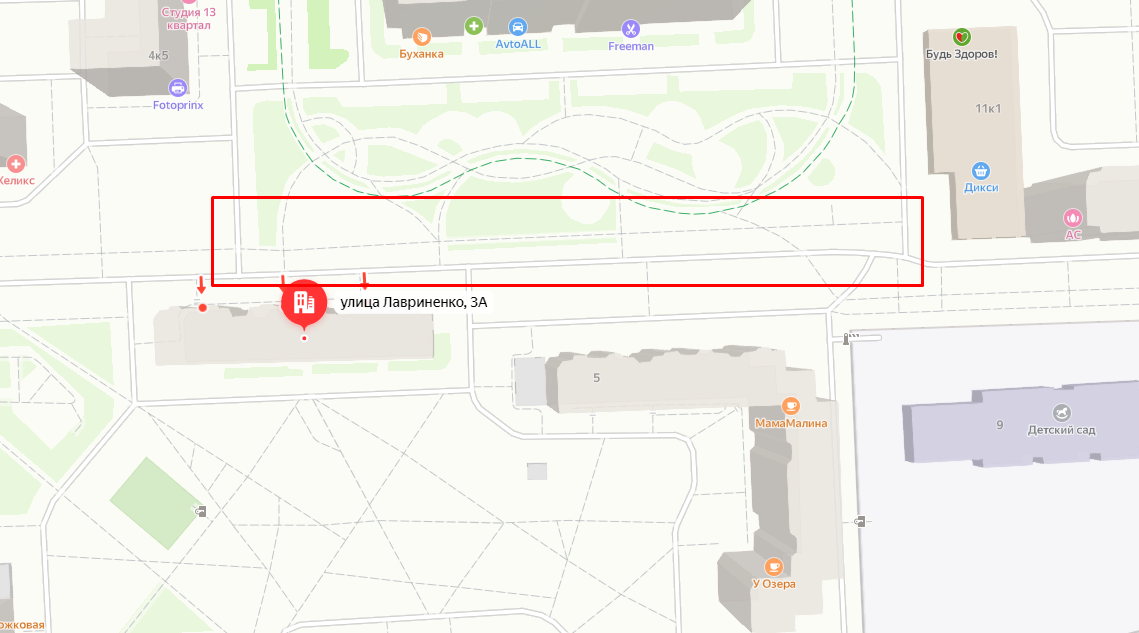 Студия 13
квартал
4к5
Fotoprinx
Хеликс
Буханка
AvtoALL
Freeman
Будь Здоров!
11к1
Дикси
АС
улица Лавриненко, 3А
5
МамаМалина
9
Детский сад
У Озера